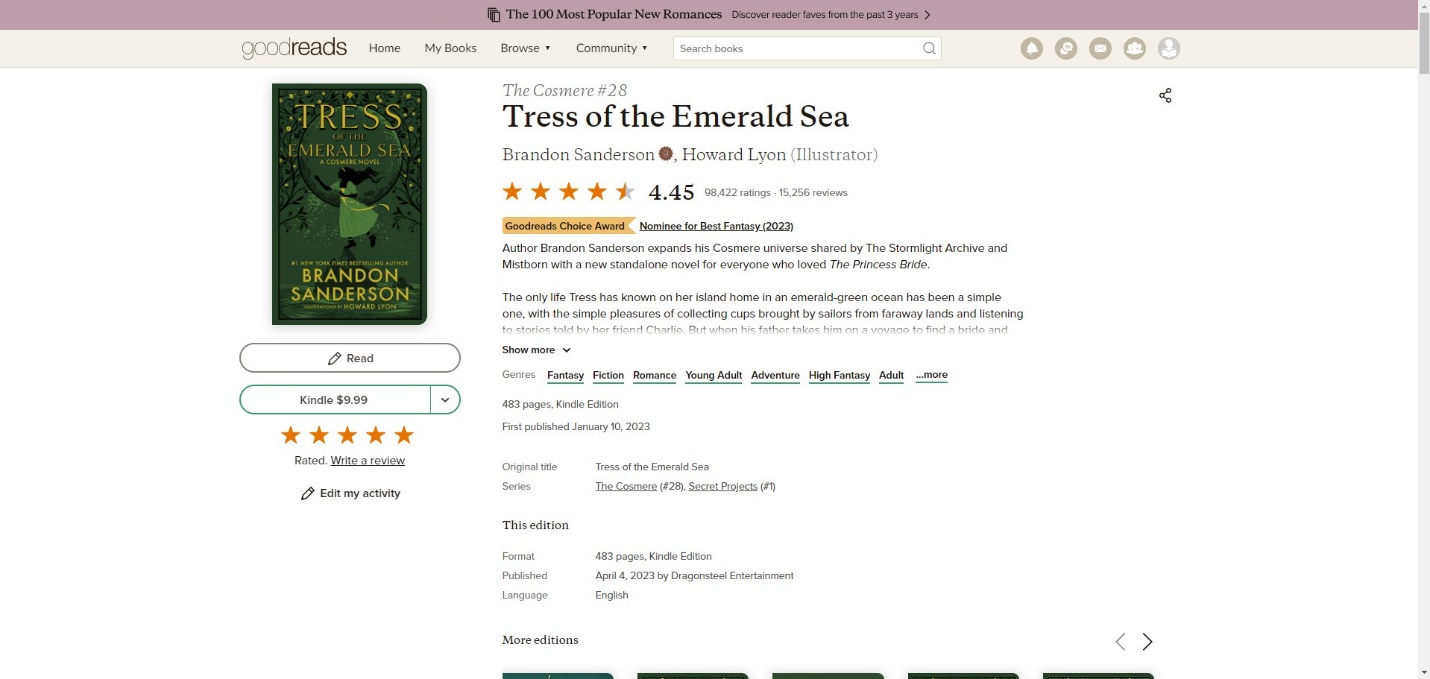 The 100 Most Popular New Romances Discover reader faves from the past 3 years
goodreads Home My Books Browse ▼ Community ▼ Search books
TRESS
OF THE
EMERALD SEA
A COSMERE NOVEL
#1 NEW YORK TIMES BESTSELLING AUTHOR
BRANDON
SANDERSON
ILLUSTRATIONS BY HOWARD LYON
Read
Kindle $9.99
Rated. Write a review
Edit my activity
The Cosmere #28
Tress of the Emerald Sea
Brandon Sanderson, Howard Lyon (Illustrator)
4.45 98,422 ratings · 15,256 reviews
Goodreads Choice Award Nominee for Best Fantasy (2023)
Author Brandon Sanderson expands his Cosmere universe shared by The Stormlight Archive and
Mistborn with a new standalone novel for everyone who loved The Princess Bride.
The only life Tress has known on her island home in an emerald-green ocean has been a simple
one, with the simple pleasures of collecting cups brought by sailors from faraway lands and listening
to stories told by her friend Charlie. But when his father takes him on a voyage to find a bride and
Show more
Genres Fantasy Fiction Romance Young Adult Adventure High Fantasy Adult ...more
483 pages, Kindle Edition
First published January 10, 2023
Original title Tress of the Emerald Sea
Series The Cosmere (#28), Secret Projects (#1)
This edition
Format 483 pages, Kindle Edition
Published April 4, 2023 by Dragonsteel Entertainment
Language English
More editions